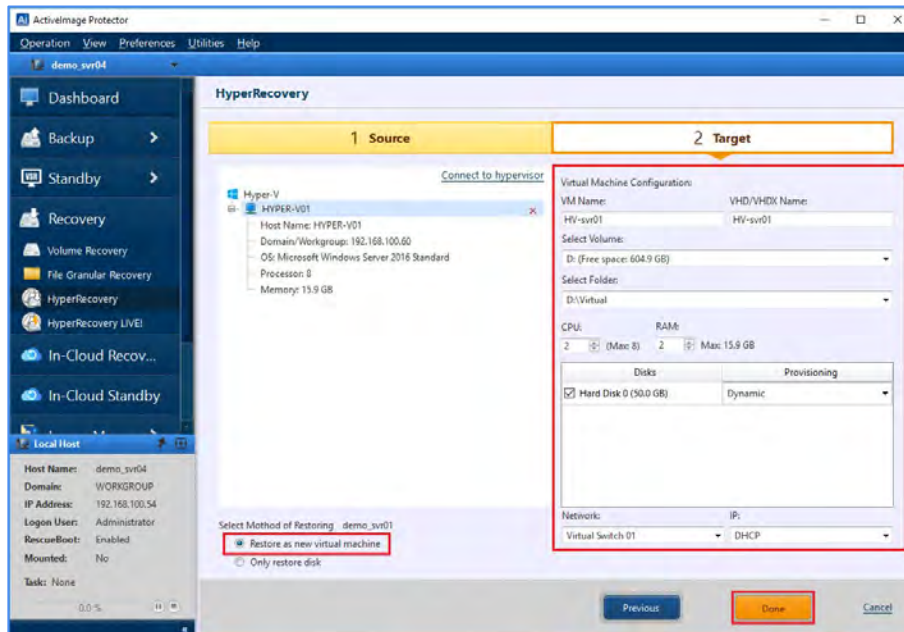 Ai ActiveImage Protector
Operation View Preferences Utilities Help
demo_svr04
Dashboard
Backup
Standby
Recovery
Volume Recovery
File Granular Recovery
HyperRecovery
HyperRecovery LIVE!
In-Cloud Recov...
In-Cloud Standby
Local Host
Host Name: demo_svr04
Domain: WORKGROUP
IP Address: 192.168.100.54
Logon User: Administrator
RescueBoot: Enabled
Mounted: No
Task: None
0.0 %
HyperRecovery
1 Source
2 Target
Connect to hypervisor
Hyper-V
HYPER-V01
Host Name: HYPER-V01
Domain/Workgroup: 192.168.100.60
OS: Microsoft Windows Server 2016 Standard
Processor: 8
Memory: 15.9 GB
Select Mothod of Restoring demo_svr01
Restore as new virtual machine
Only restore disk
Virtual Machine Configuration:
VM Name: VHD/VHDX Name:
HV-svr01 HV-svr01
Select Volume:
D: (Free space: 604.9 GB)
Select Folder:
D:\Virtual
CPU: RAM:
2 (Max: 8) 2 Max: 15.9 GB
Disks Provisioning
Hard Disk 0 (50.0 GB) Dynamic
Network: IP:
Virtual Switch 01 DHCP
Previous Done Cancel